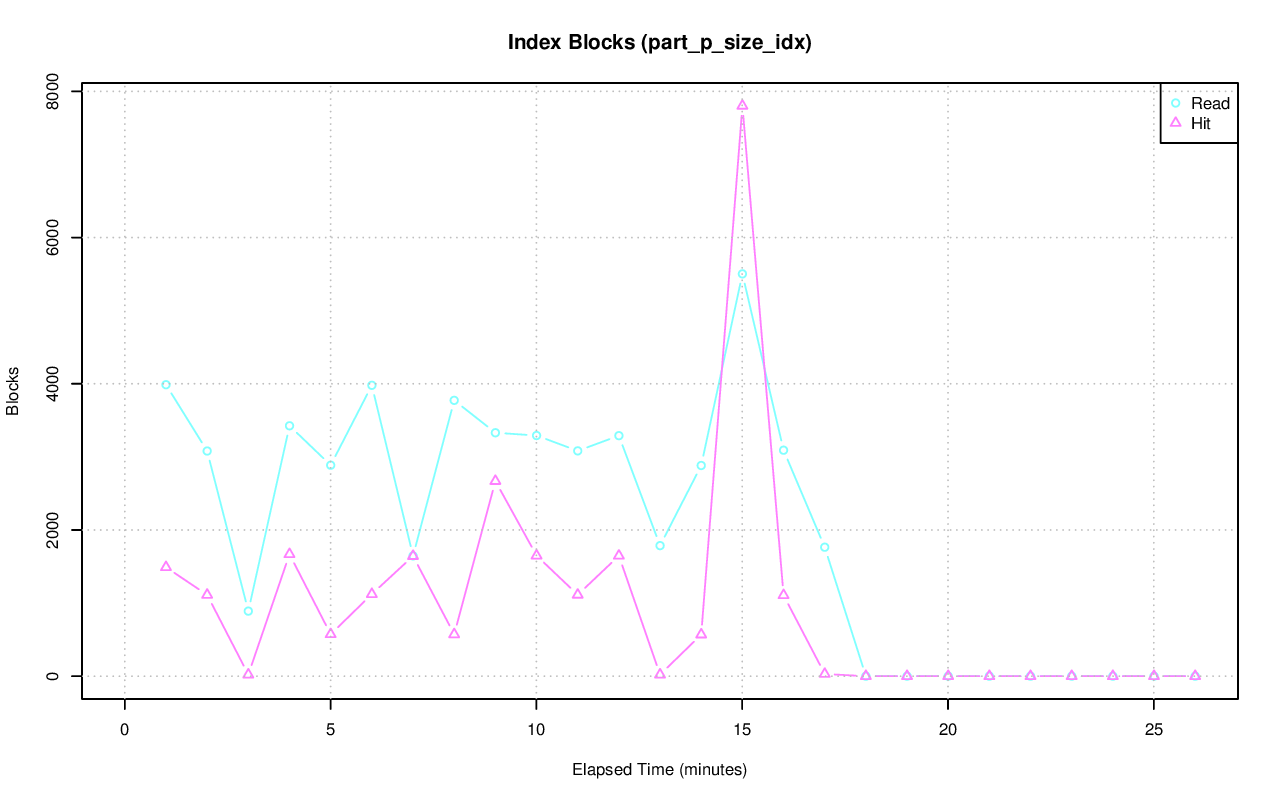 Index Blocks (part_p_size_idx)
Read
Hit
Blocks
8000
6000
4000
2000
0
0 5 10 15 20 25
Elapsed Time (minutes)